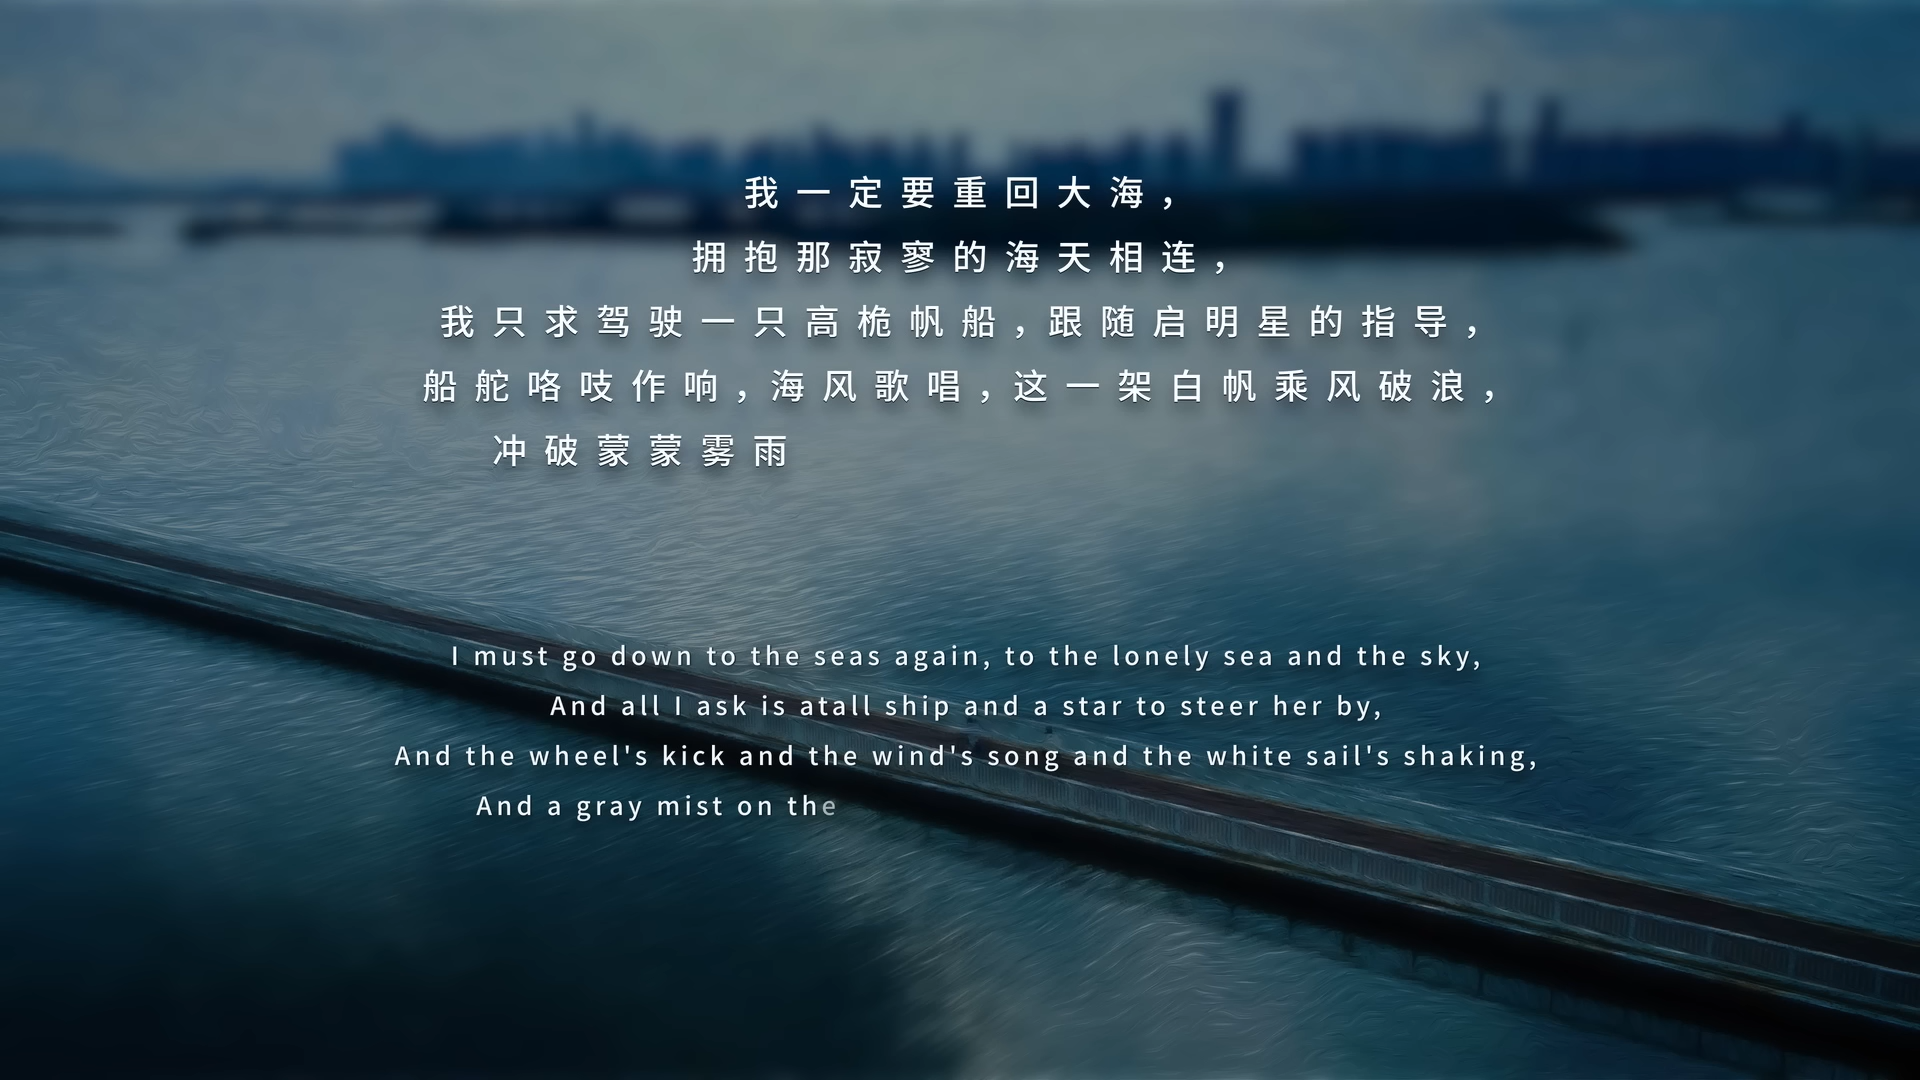 我一定要重回大海，
拥抱那寂寥的海天相连，
我只求驾驶一只高桅帆船，跟随启明星的指导，
船舵咯吱作响，海风歌唱，这一架白帆乘风破浪，
冲破蒙蒙雾雨
I must go down to the seas again, to the lonely sea and the sky,
And all I ask is atall ship and a star to steer her by,
And the wheel's kick and the wind's song and the white sail's shaking,
And a gray mist on the